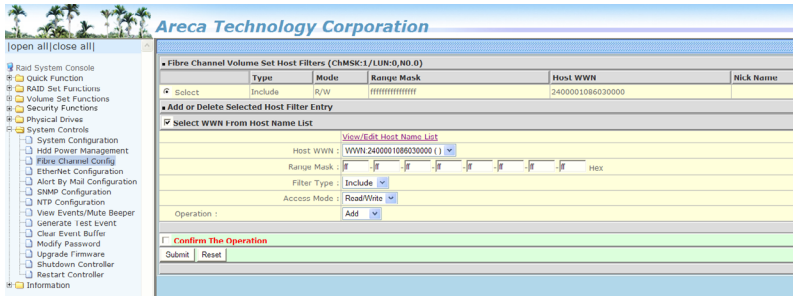 Areca Technology Corporation
|open all|close all|
Raid System Console
Quick Function
RAID Set Functions
Volume Set Functions
Security Functions
Physical Drives
System Controls
System Configuration
Hdd Power Management
Fibre Channel Config
EtherNet Configuration
Alert By Mail Configuration
SNMP Configuration
NTP Configuration
View Events/Mute Beeper
Generate Test Event
Clear Event Buffer
Modify Password
Upgrade Firmware
Shutdown Controller
Restart Controller
Information
Fibre Channel Volume Set Host Filters (ChMSK:1/LUN:0,N0.0)
Type Mode Range Mask Host WWN Nick Name
Select Include R/W ffffffffffffffff 2400001086030000
Add or Delete Selected Host Filter Entry
Select WWN From Host Name List
View/Edit Host Name List
Host WWN : WWN:2400001086030000 ( )
Range Mask : ff -ff -ff -ff -ff -ff -ff -ff Hex
Filter Type : Include
Access Mode : Read/Write
Operation : Add
Confirm The Operation
Submit Reset